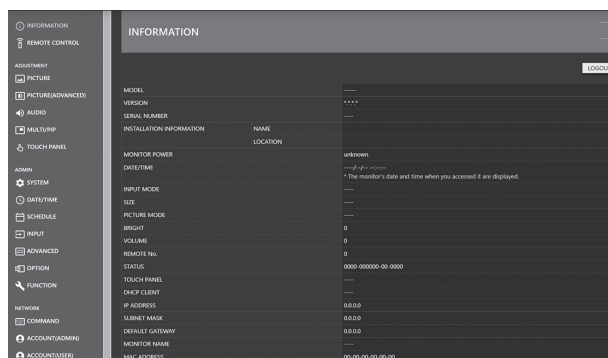 INFORMATION
REMOTE CONTROL
ADJUSTMENT
PICTURE
PICTURE(ADVANCED)
AUDIO
MULTI/PIP
TOUCH PANEL
ADMIN
SYSTEM
DATE/TIME
SCHEDULE
INPUT
ADVANCED
OPTION
FUNCTION
NETWORK
COMMAND
ACCOUNT(ADMIN)
ACCOUNT(USER)
INFORMATION
LOGOU
MODEL -----
VERSION *.*.*
SERIAL NUMBER ----
INSTALLATION INFORMATION NAME
LOCATION
MONITOR POWER unknown
DATE/TIME ----/--/-- --:--:--
* The monitor's date and time when you accessed it are displayed.
INPUT MODE ----
SIZE ----
PICTURE MODE ----
BRIGHT 0
VOLUME 0
REMOTE No. 0
STATUS 0000-000000-00-0000
TOUCH PANEL ----
DHCP CLIENT ----
IP ADDRESS 0.0.0.0
SUBNET MASK 0.0.0.0
DEFAULT GATEWAY 0.0.0.0
MONITOR NAME ----
MAC ADDRESS 00-00-00-00-00-00